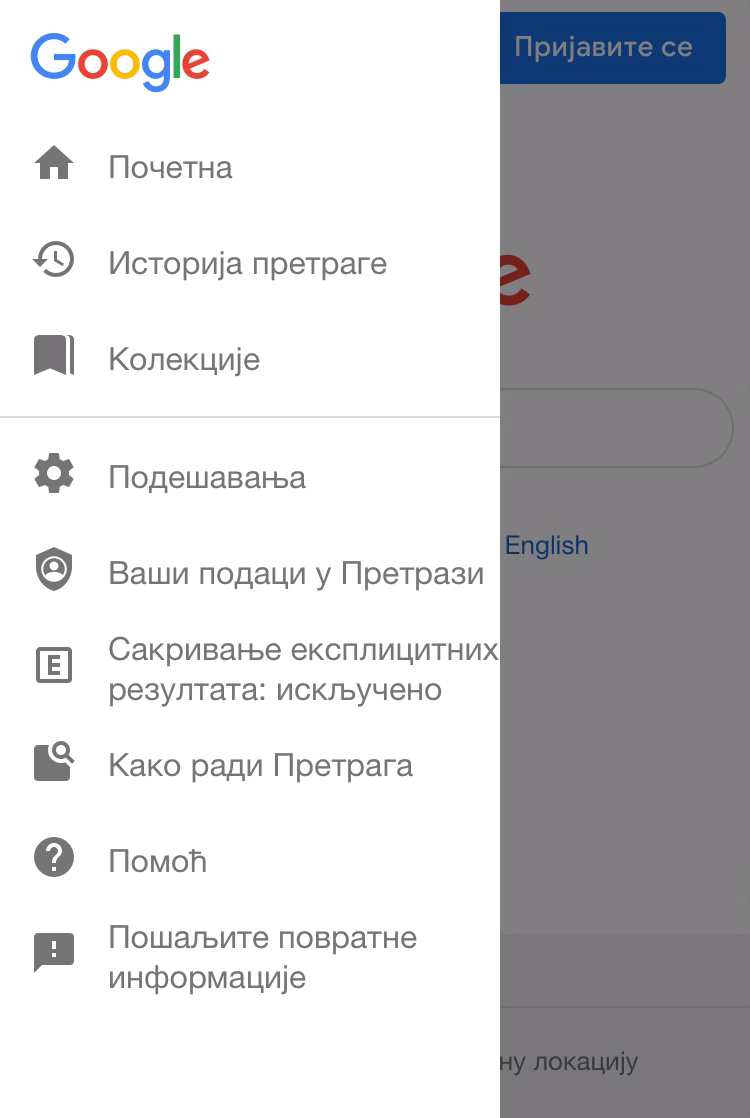 Google
Пријавите се
Почетна
Историја претраге
Колекције
English
Подешавања
Ваши подаци у Претрази
Сакривање експлицитних
резултата: искључено
Како ради Претрага
Помоћ
Пошаљите повратне
информације
локацију